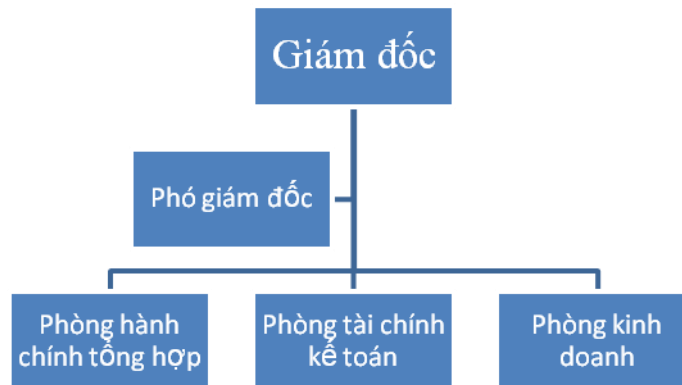 Giám đốc
Phó giám đốc
Phòng hành
chính tổng hợp
Phòng tài chính
kế toán
Phòng kinh
doanh